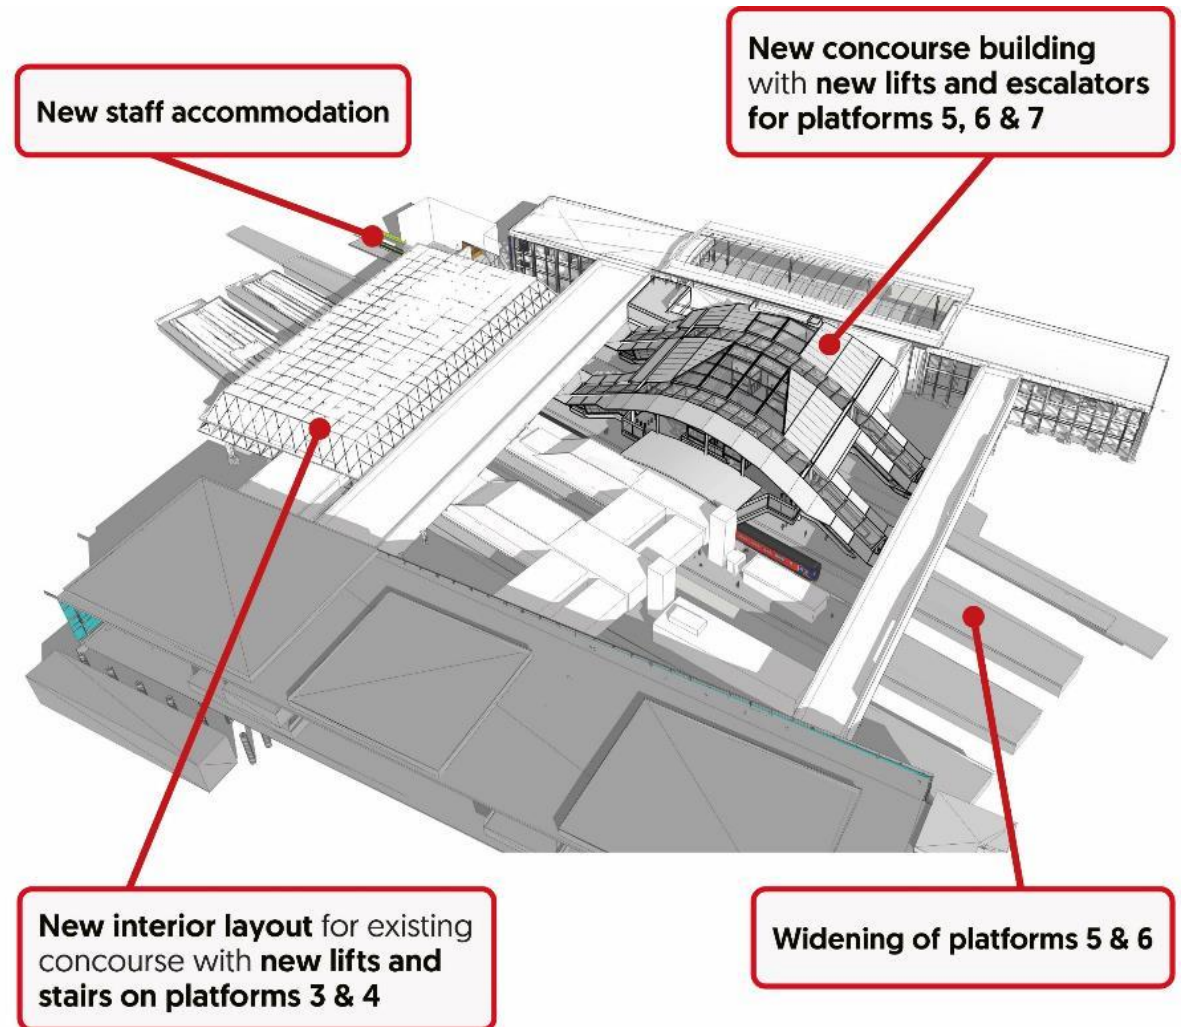 New concourse building
with new lifts and escalators
for platforms 5, 6 & 7
New staff accommodation
New interior layout for existing
concourse with new lifts and
stairs on platforms 3 & 4
Widening of platforms 5 & 6